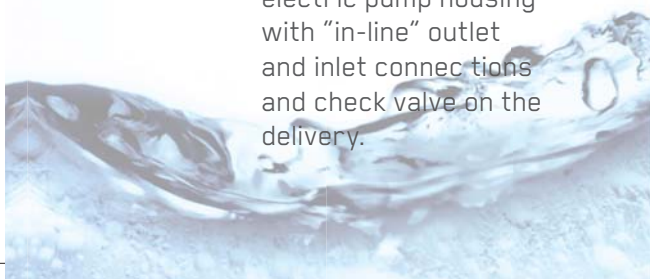 electric pump housing
with "in-line" outlet
and inlet connec tions
and check valve on the
delivery.